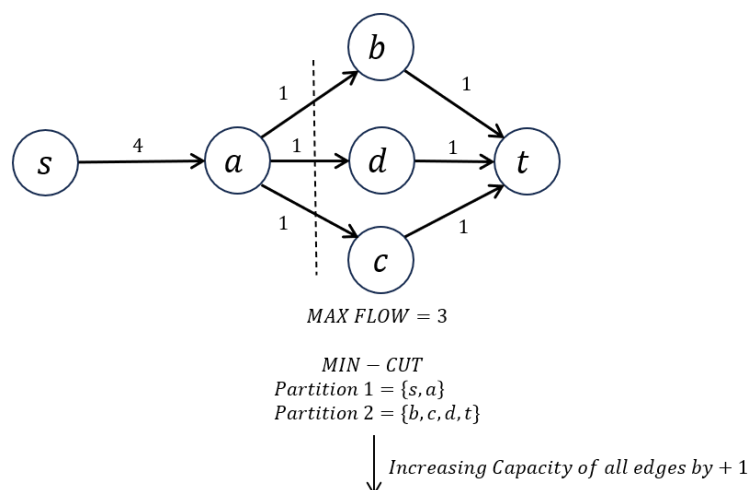 b
1
1
4
s
a
1
d
1
t
1
1
c
MAX FLOW = 3
MIN − CUT
Partition 1 = {s, a}
Partition 2 = {b, c, d, t}
Increasing Capacity of all edges by + 1